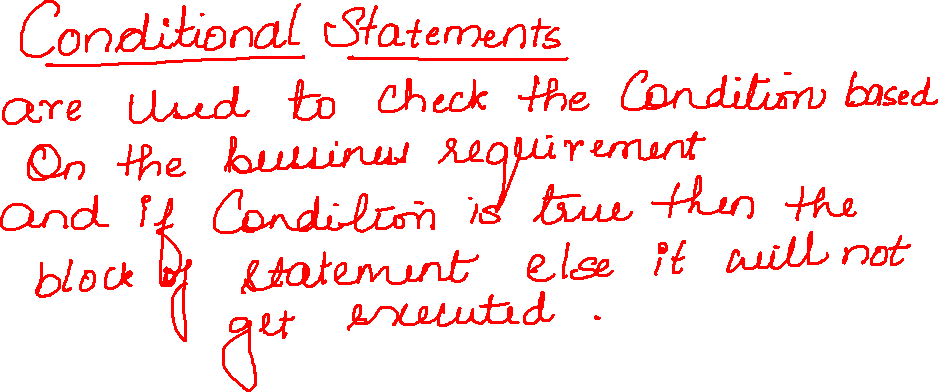 Conditional Statements
are Used to check the Condition based
On the bussiness requirement
and if Condition is true then the
block of statement else it will not
get executed.